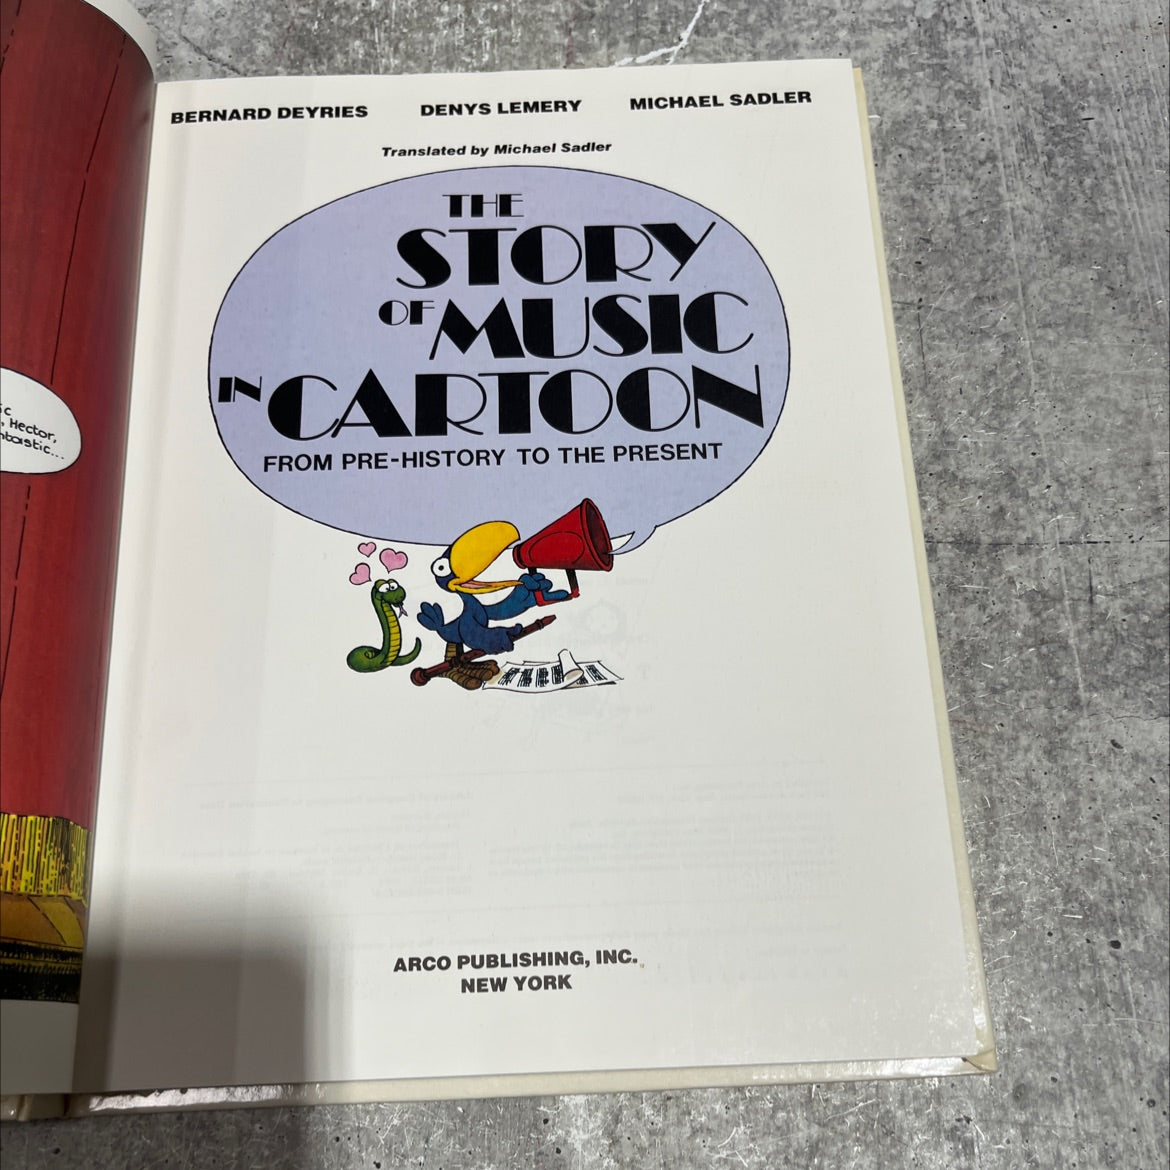 BERNARD DEYRIES DENYS LEMERY MICHAEL SADLER
Translated by Michael Sadler
THE
STORY
OF MUSIC
IN CARTOON
FROM PRE-HISTORY TO THE PRESENT
Hector,
ARCO PUBLISHING, INC.
NEW YORK